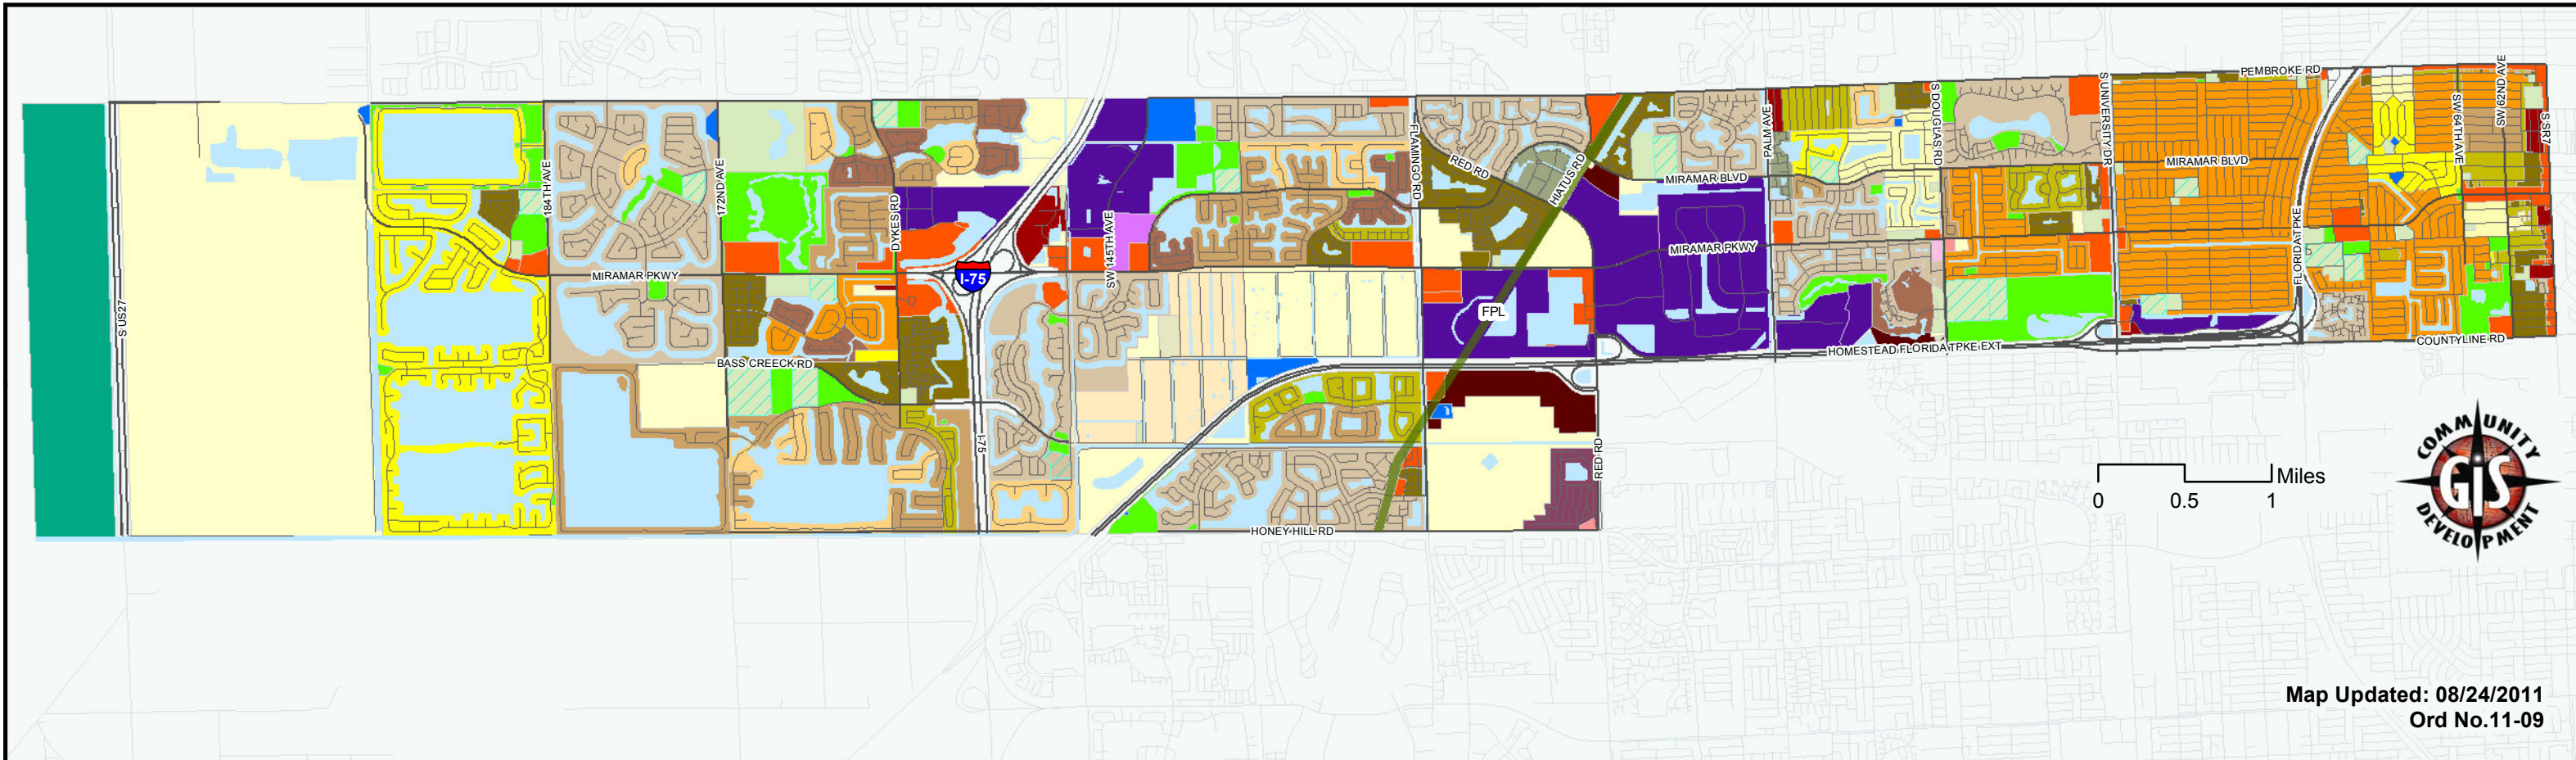 PEMBROKE RD
S US27
184TH AVE
172ND AVE
DYKES RD
I-75
SW 145TH AVE
FLAMINGO RD
RED RD
HIATUS RD
MIRAMAR BLVD
PALM AVE
S DOUGLAS RD
S UNIVERSITY DR
MIRAMAR BLVD
FLORIDA TPKE
SW 64TH AVE
SW 62ND AVE
S SR7
MIRAMAR PKWY
MIRAMAR PKWY
FPL
BASS CREECK RD
HOMESTEAD FLORIDA TPKE EXT
COUNTYLINE RD
I-75
RED RD
HONEY HILL RD
Miles
0 0.5 1
COMMUNITY
GiS
DEVELOPMENT
Map Updated: 08/24/2011
Ord No.11-09